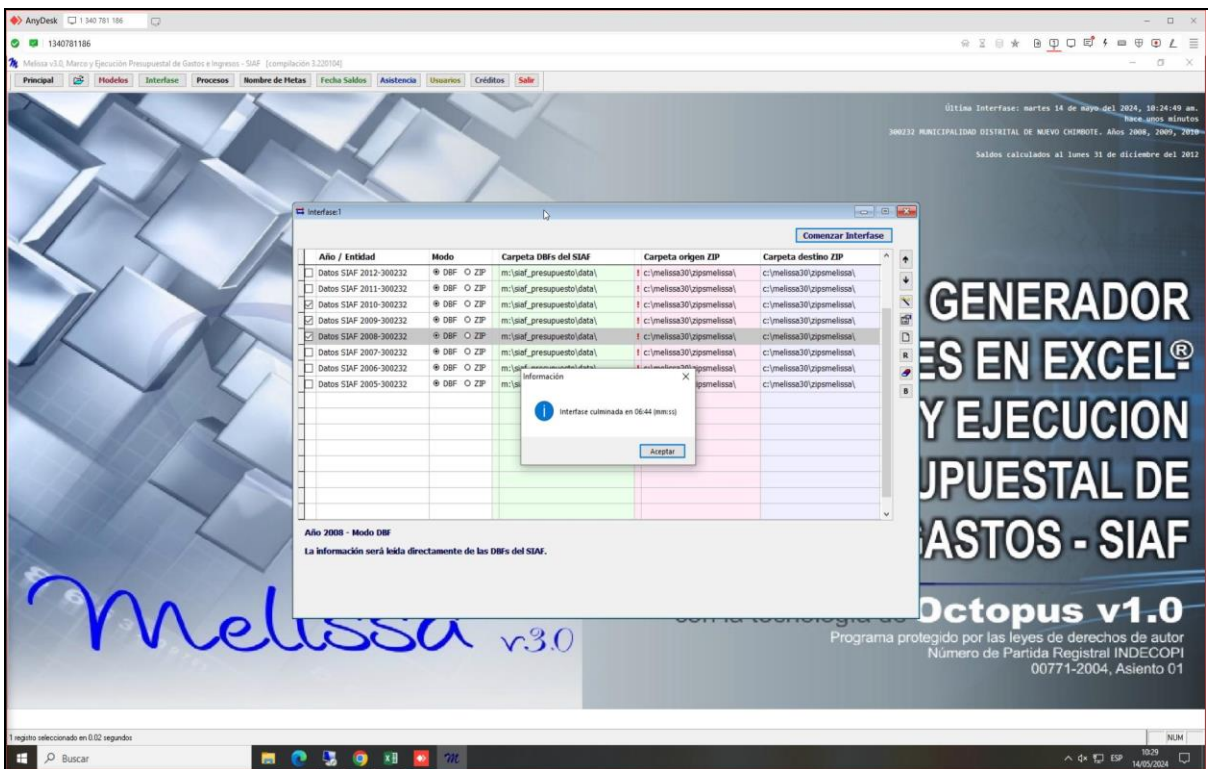 AnyDesk 1 340 781 186
1340781186
Melissa v3.0, Marco y Ejecución Presupuestal de Gastos e Ingresos - SIAF [compilación 3.220104]
Principal Modelos Interfase Procesos Nombre de Metas Fecha Saldos Asistencia Usuarios Créditos Salir
Última Interfase: martes 14 de mayo del 2024, 10:24:49 am.
hace unos minutos
300232 MUNICIPALIDAD DISTRITAL DE NUEVO CHIMBOTE. Años 2008, 2009, 2010
Saldos calculados al lunes 31 de diciembre del 2012
Interfase:1
Comenzar Interfase
Año / Entidad Modo Carpeta DBFs del SIAF Carpeta origen ZIP Carpeta destino ZIP
Datos SIAF 2012-300232 DBF ZIP m:\siaf_presupuesto\data\ ! c:\melissa30\zipsmelissa\ c:\melissa30\zipsmelissa\
Datos SIAF 2011-300232 DBF ZIP m:\siaf_presupuesto\data\ ! c:\melissa30\zipsmelissa\ c:\melissa30\zipsmelissa\
Datos SIAF 2010-300232 DBF ZIP m:\siaf_presupuesto\data\ ! c:\melissa30\zipsmelissa\ c:\melissa30\zipsmelissa\
Datos SIAF 2009-300232 DBF ZIP m:\siaf_presupuesto\data\ ! c:\melissa30\zipsmelissa\ c:\melissa30\zipsmelissa\
Datos SIAF 2008-300232 DBF ZIP m:\siaf_presupuesto\data\ ! c:\melissa30\zipsmelissa\ c:\melissa30\zipsmelissa\
Datos SIAF 2007-300232 DBF ZIP m:\siaf_presupuesto\data\ ! c:\melissa30\zipsmelissa\ c:\melissa30\zipsmelissa\
Datos SIAF 2006-300232 DBF ZIP c:\melissa30\zipsmelissa\
Datos SIAF 2005-300232 DBF ZIP m:\si ipsmelissa\ c:\melissa30\zipsmelissa\
R
B
Información
Interfase culminada en 06:44 (mm:ss)
Aceptar
Año 2008 - Modo DBF
La información será leída directamente de las DBFs del SIAF.
GENERADOR
ES EN EXCEL®
Y EJECUCION
UPUESTAL DE
ASTOS - SIAF
Melissa v3.0
Octopus v1.0
Programa protegido por las leyes de derechos de autor
Número de Partida Registral INDECOPI
00771-2004, Asiento 01
1 registro seleccionado en 0.02 segundos NUM
Buscar ESP 10:29
14/05/2024